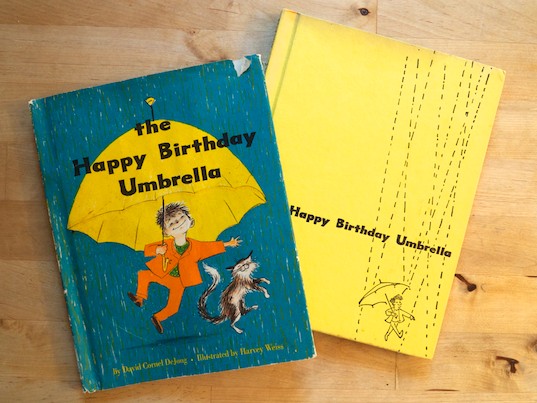 the
Happy Birthday
Umbrella
By David Cornel DeJong • Illustrated by Harvey Weiss
Happy Birthday Umbrella